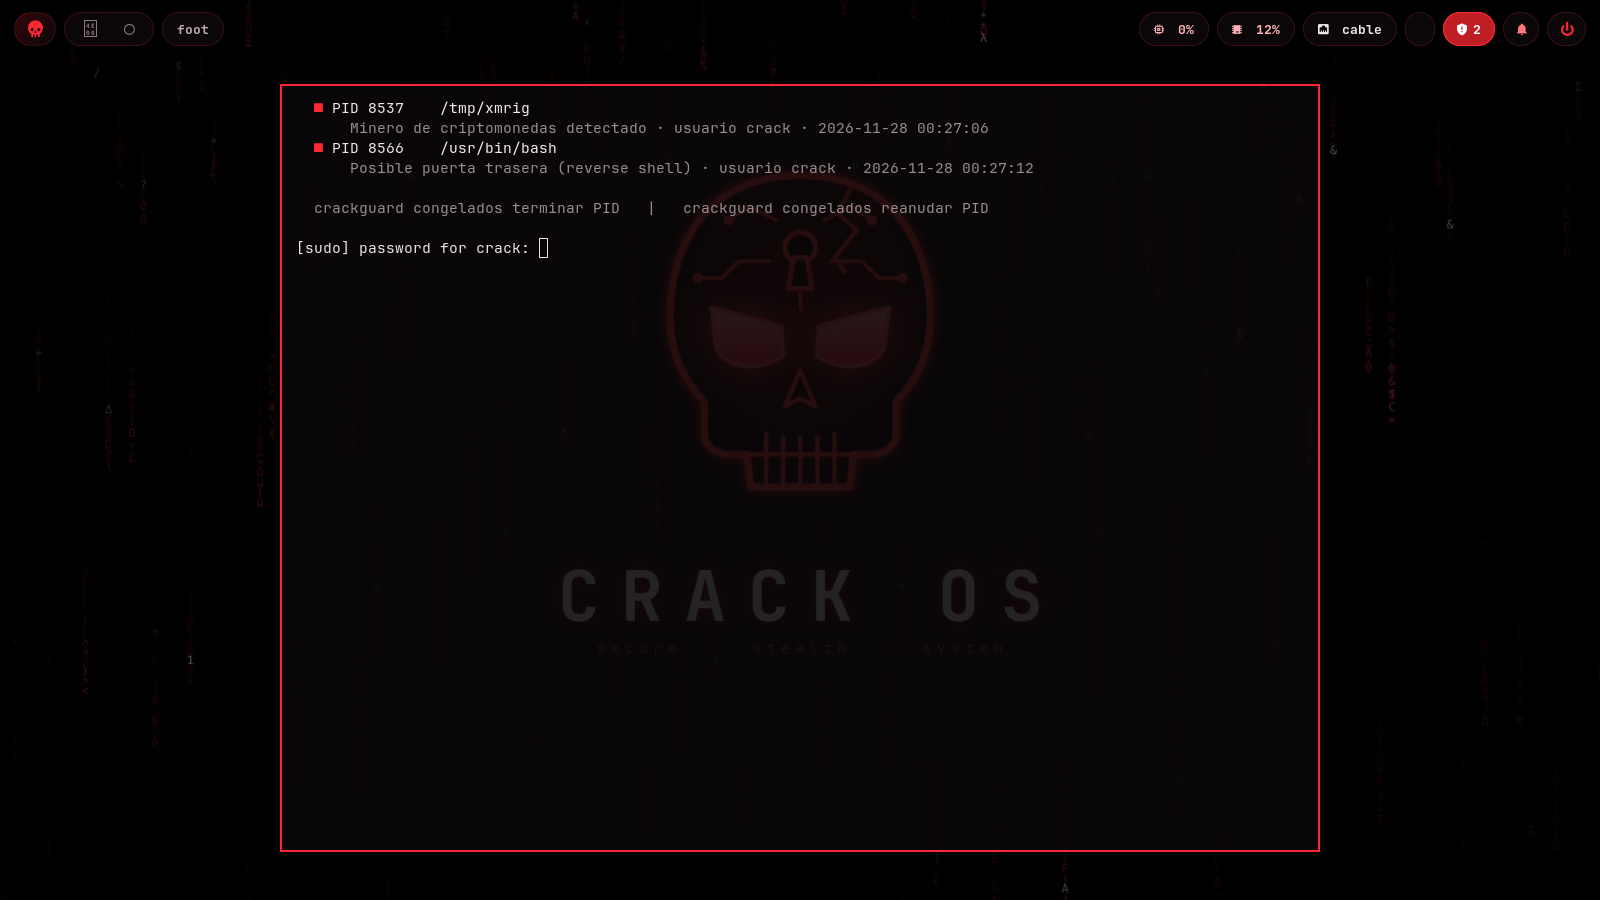 foot
0%
12%
cable
2
PID 8537 /tmp/xmrig
Minero de criptomonedas detectado · usuario crack · 2026-11-28 00:27:06
PID 8566 /usr/bin/bash
Posible puerta trasera (reverse shell) · usuario crack · 2026-11-28 00:27:12
crackguard congelados terminar PID | crackguard congelados reanudar PID
[sudo] password for crack:
CRACK OS
secure · stealth · system